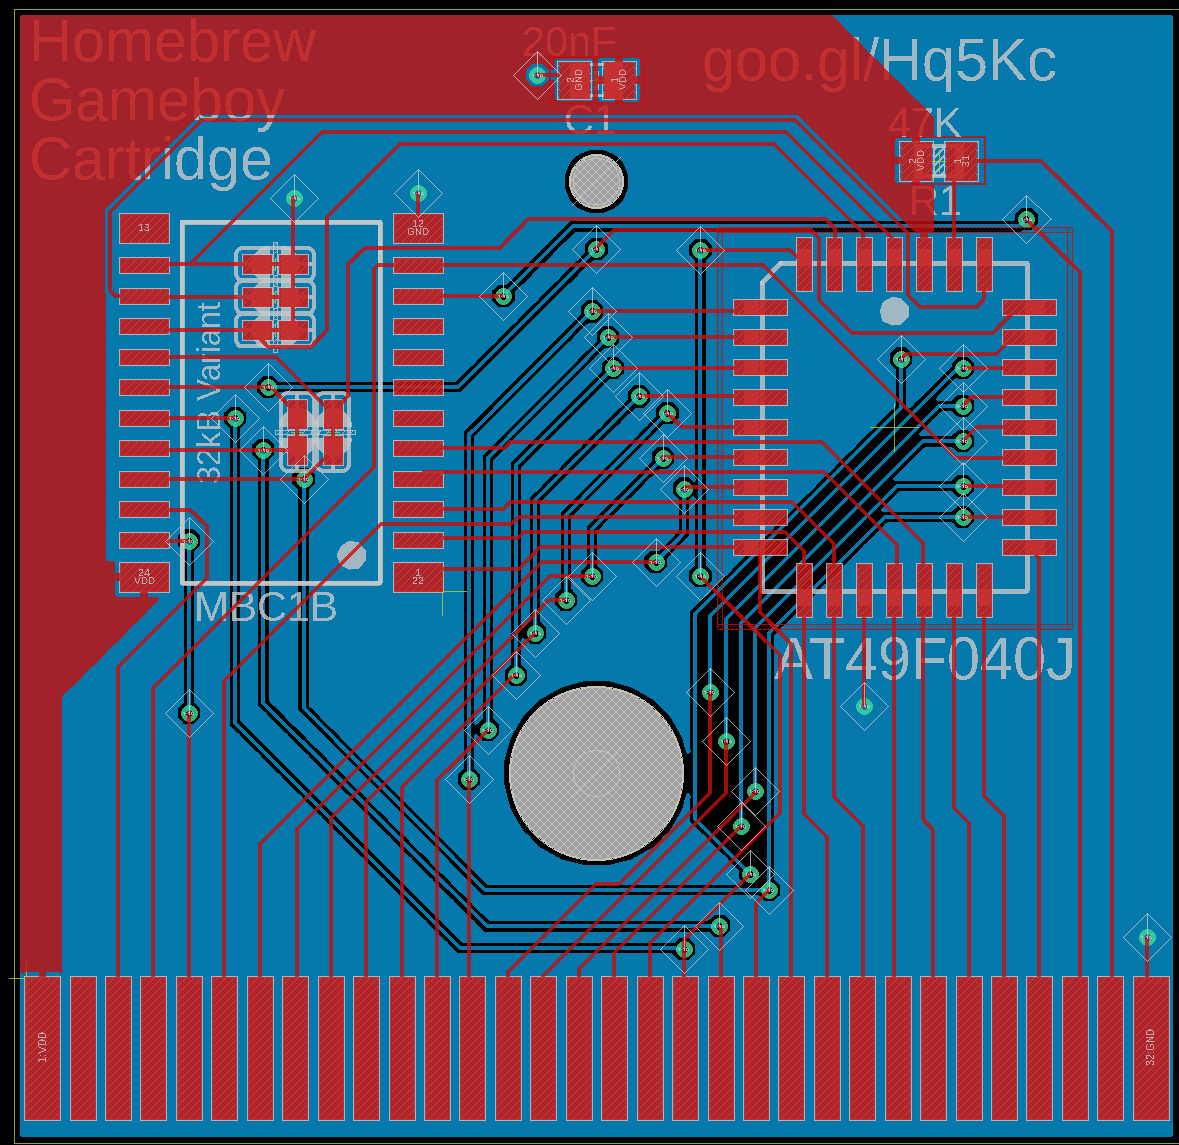 Homebrew
Gameboy
Cartridge
20nF
2
GND
1
VDD
C1
goo.gl/Hq5Kc
47K
2
VDD
1
31
R1
13
12
GND
32kB Variant
24
VDD
1
22
MBC1B
AT49F040J
1:VDD
32:GND